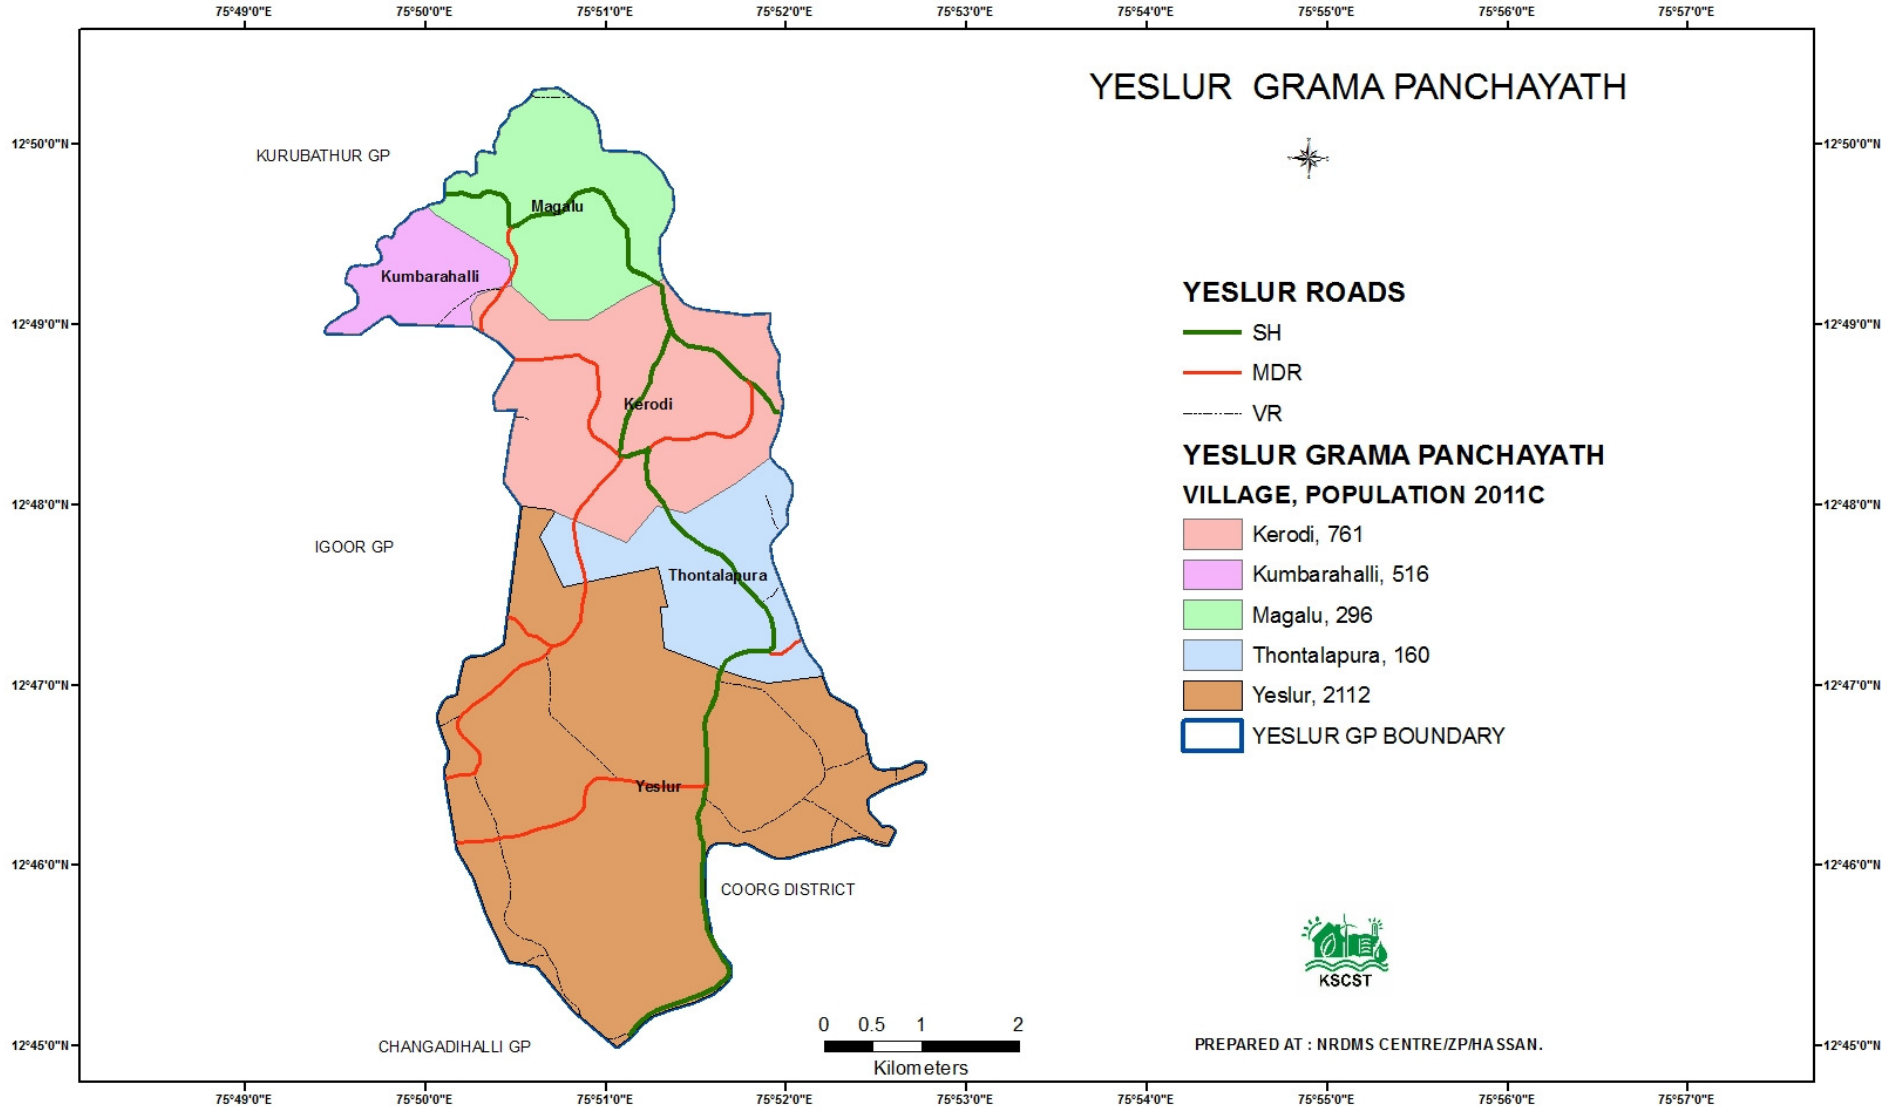 75°49'0"E 75°50'0"E 75°51'0"E 75°52'0"E 75°53'0"E 75°54'0"E 75°55'0"E 75°56'0"E 75°57'0"E
YESLUR GRAMA PANCHAYATH
12°50'0"N 12°50'0"N
KURUBATHUR GP
Magalu
Kumbarahalli
YESLUR ROADS
12°49'0"N 12°49'0"N
SH
MDR
Kerodi
VR
YESLUR GRAMA PANCHAYATH
VILLAGE, POPULATION 2011C
12°48'0"N 12°48'0"N
Kerodi, 761
IGOOR GP
Thontalapura
Kumbarahalli, 516
Magalu, 296
Thontalapura, 160
12°47'0"N 12°47'0"N
Yeslur, 2112
YESLUR GP BOUNDARY
Yeslur
12°46'0"N 12°46'0"N
COORG DISTRICT
KSCST
0 0.5 1 2
Kilometers
CHANGADIHALLI GP
12°45'0"N 12°45'0"N
PREPARED AT : NRDMS CENTRE/ZP/HASSAN.
75°49'0"E 75°50'0"E 75°51'0"E 75°52'0"E 75°53'0"E 75°54'0"E 75°55'0"E 75°56'0"E 75°57'0"E